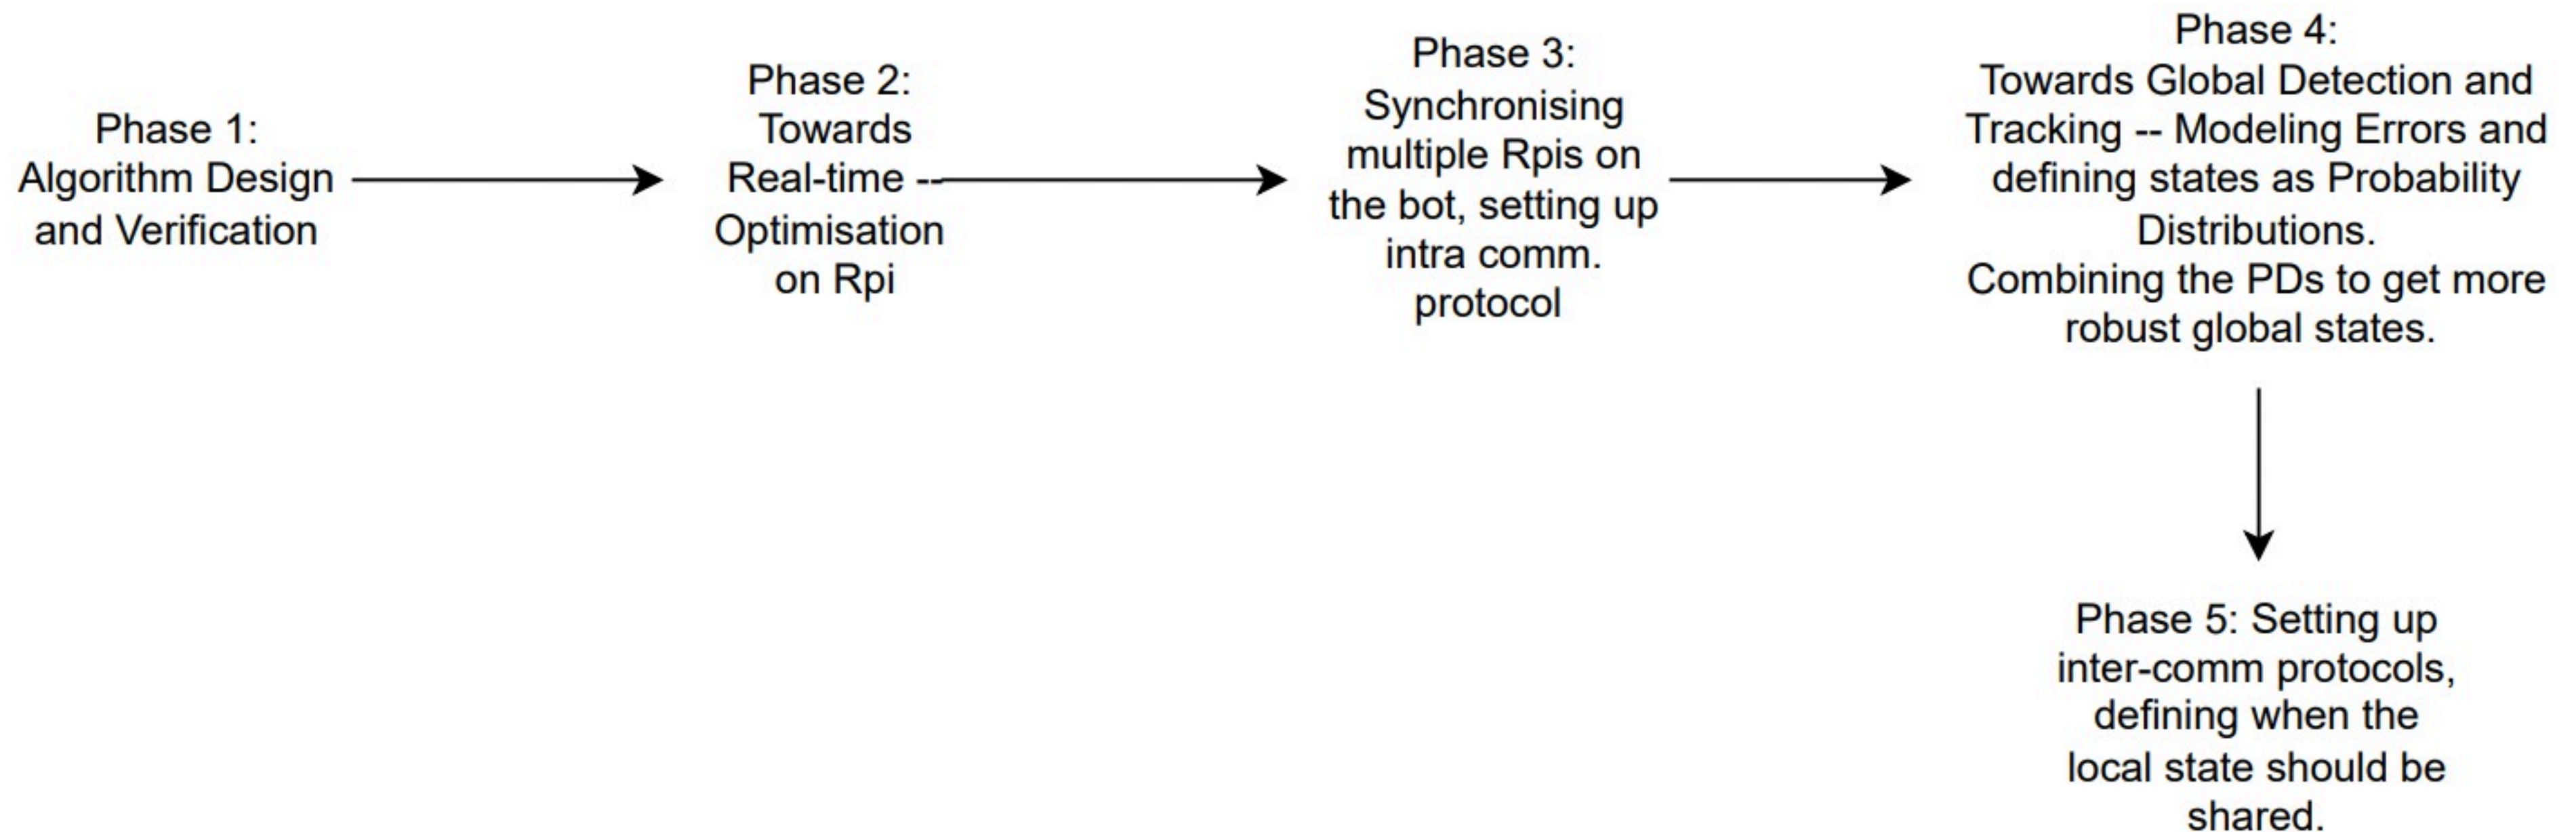 Phase 1:
Algorithm Design
and Verification
Phase 2:
Towards
Real-time --
Optimisation
on Rpi
Phase 3:
Synchronising
multiple Rpis on
the bot, setting up
intra comm.
protocol
Phase 4:
Towards Global Detection and
Tracking -- Modeling Errors and
defining states as Probability
Distributions.
Combining the PDs to get more
robust global states.
Phase 5: Setting up
inter-comm protocols,
defining when the
local state should be
shared.